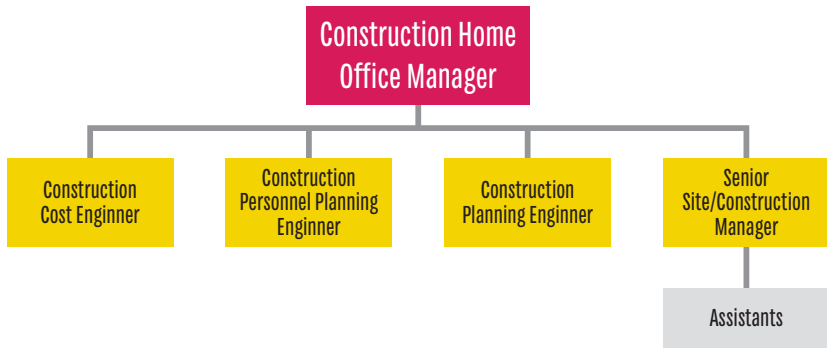 Construction Home
Office Manager
Construction
Cost Enginner
Construction
Personnel Planning
Enginner
Construction
Planning Enginner
Senior
Site/Construction
Manager
Assistants